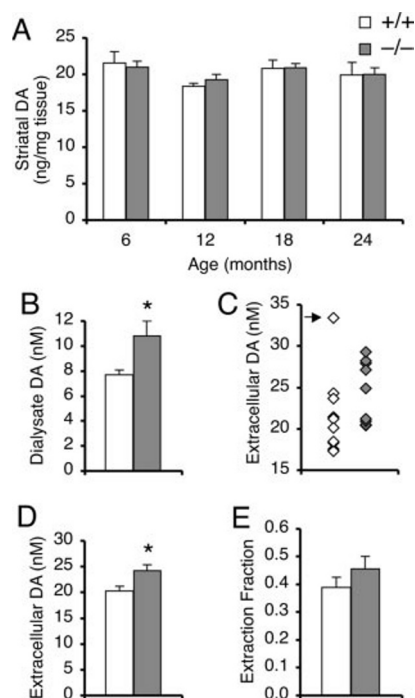 A
+/+
–/–
Striatal DA
(ng/mg tissue)
25
20
15
10
5
0
6 12 18 24
Age (months)
B
*
Dialysate DA (nM)
12
10
8
6
4
2
0
C
Extracellular DA (nM)
35
30
25
20
15
D
*
Extracellular DA (nM)
30
25
20
15
10
5
0
E
Extraction Fraction
0.6
0.5
0.4
0.3
0.2
0.1
0.0